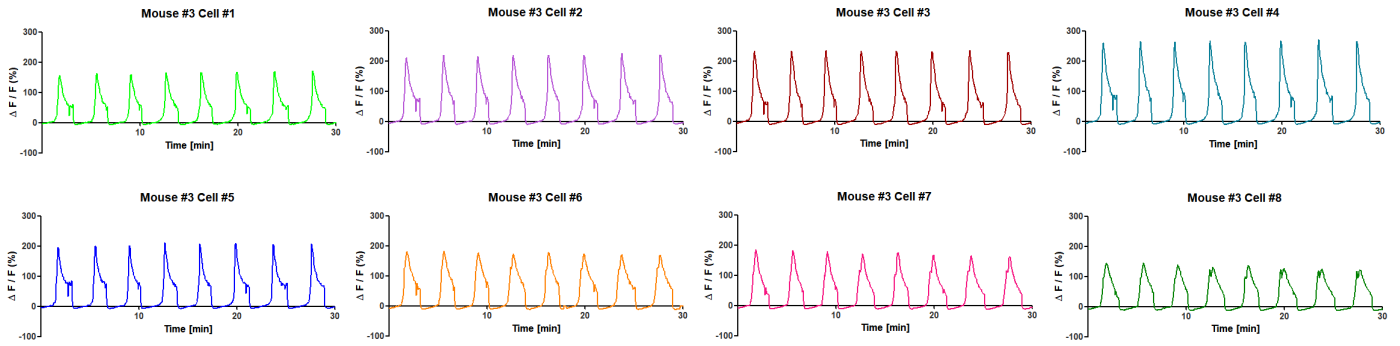 Mouse #3 Cell #1
300
200
100
0
-100
Δ F / F (%)
10
20
30
Time [min]
Mouse #3 Cell #2
300
200
100
0
-100
Δ F / F (%)
10
20
30
Time [min]
Mouse #3 Cell #3
300
200
100
0
-100
Δ F / F (%)
10
20
30
Time [min]
Mouse #3 Cell #4
300
200
100
0
-100
Δ F / F (%)
10
20
30
Time [min]
Mouse #3 Cell #5
300
200
100
0
-100
Δ F / F (%)
10
20
30
Time [min]
Mouse #3 Cell #6
300
200
100
0
-100
Δ F / F (%)
10
20
30
Time [min]
Mouse #3 Cell #7
300
200
100
0
-100
Δ F / F (%)
10
20
30
Time [min]
Mouse #3 Cell #8
300
200
100
0
-100
Δ F / F (%)
10
20
30
Time [min]